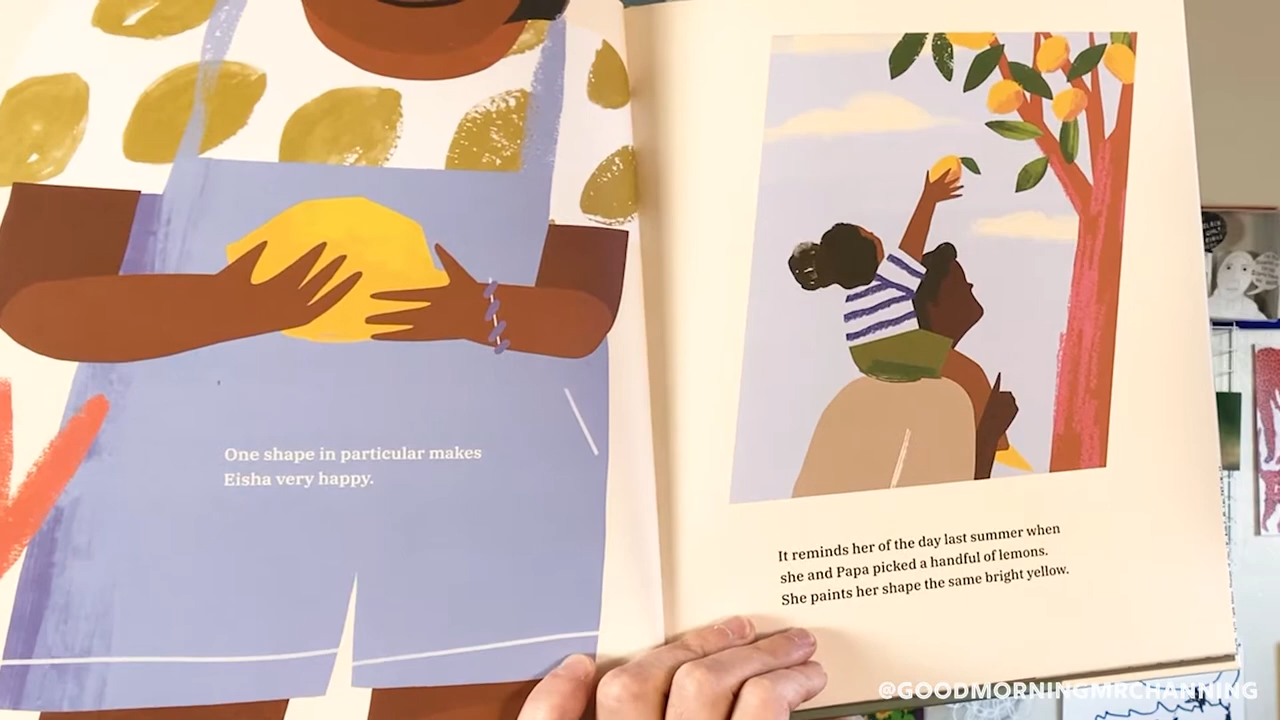 One shape in particular makes
Eisha very happy.
It reminds her of the day last summer when
she and Papa picked a handful of lemons.
She paints her shape the same bright yellow.
@GOODMORNINGMRCHANNING